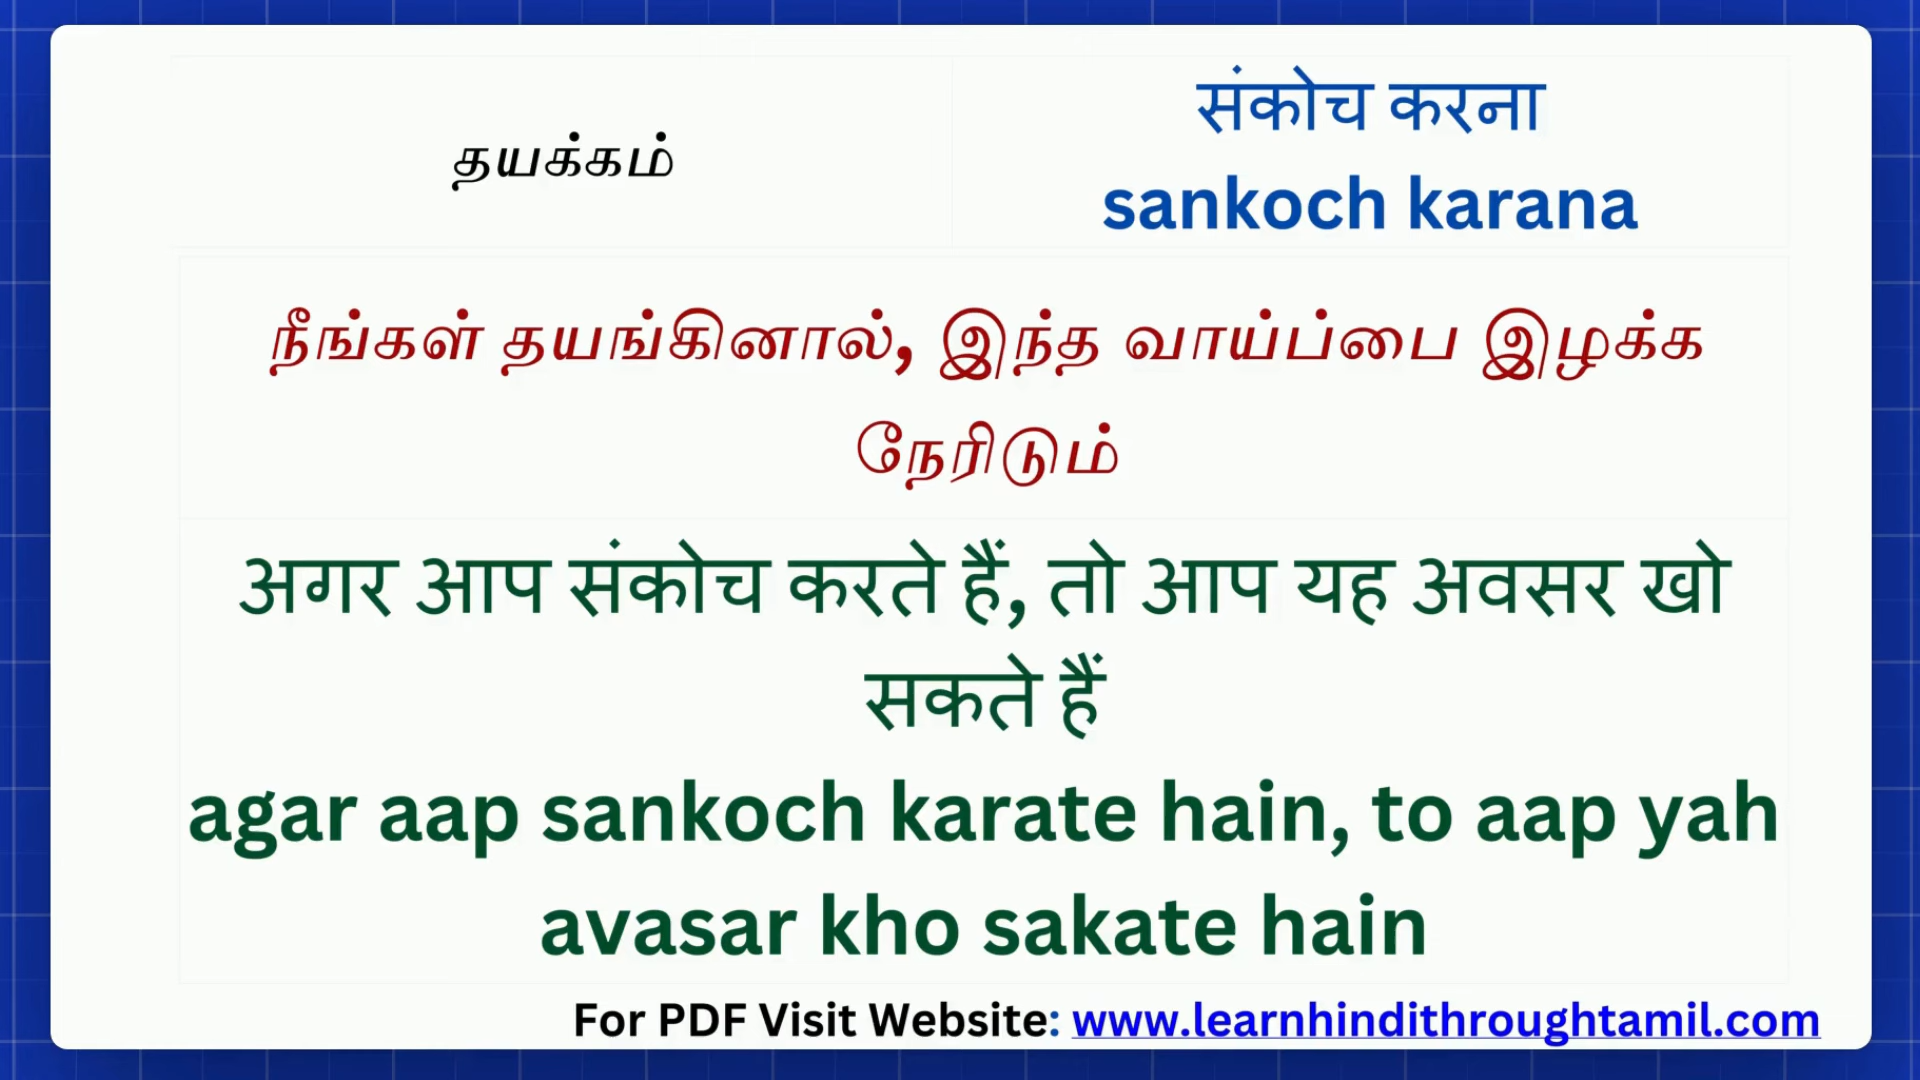 தயக்கம்
संकोच करना
sankoch karana
நீங்கள் தயங்கினால், இந்த வாய்ப்பை இழக்க
நேரிடும்
अगर आप संकोच करते हैं, तो आप यह अवसर खो
सकते हैं
agar aap sankoch karate hain, to aap yah
avasar kho sakate hain
For PDF Visit Website: www.learnhindithroughtamil.com